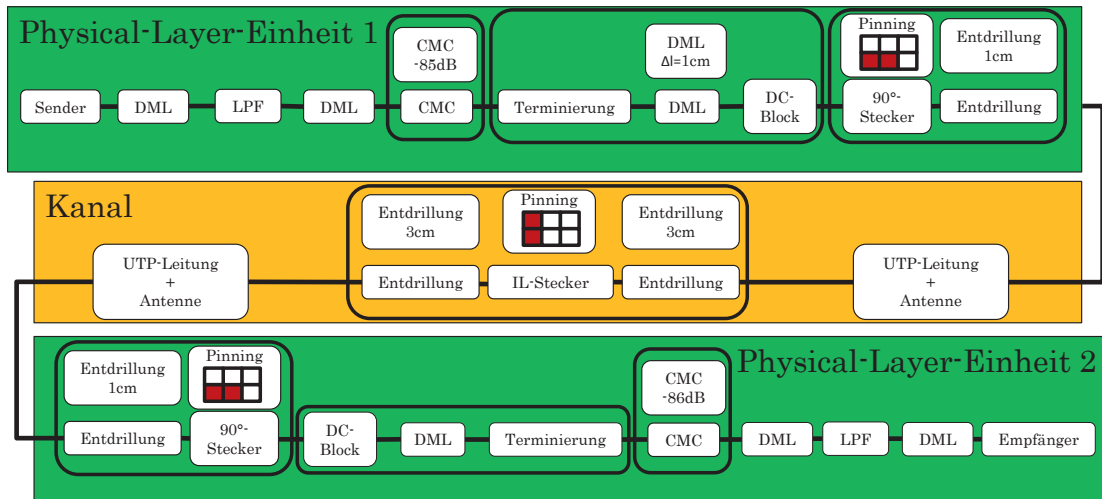 Physical-Layer-Einheit 1
CMC
-85dB
DML
Δl=1cm
Pinning
Entdrillung
1cm
Sender
DML
LPF
DML
CMC
Terminierung
DML
DC-
Block
90°-
Stecker
Entdrillung
Kanal
Entdrillung
3cm
Pinning
Entdrillung
3cm
UTP-Leitung
+
Antenne
Entdrillung
IL-Stecker
Entdrillung
UTP-Leitung
+
Antenne
Physical-Layer-Einheit 2
Entdrillung
1cm
Pinning
CMC
-86dB
Entdrillung
90°-
Stecker
DC-
Block
DML
Terminierung
CMC
DML
LPF
DML
Empfänger